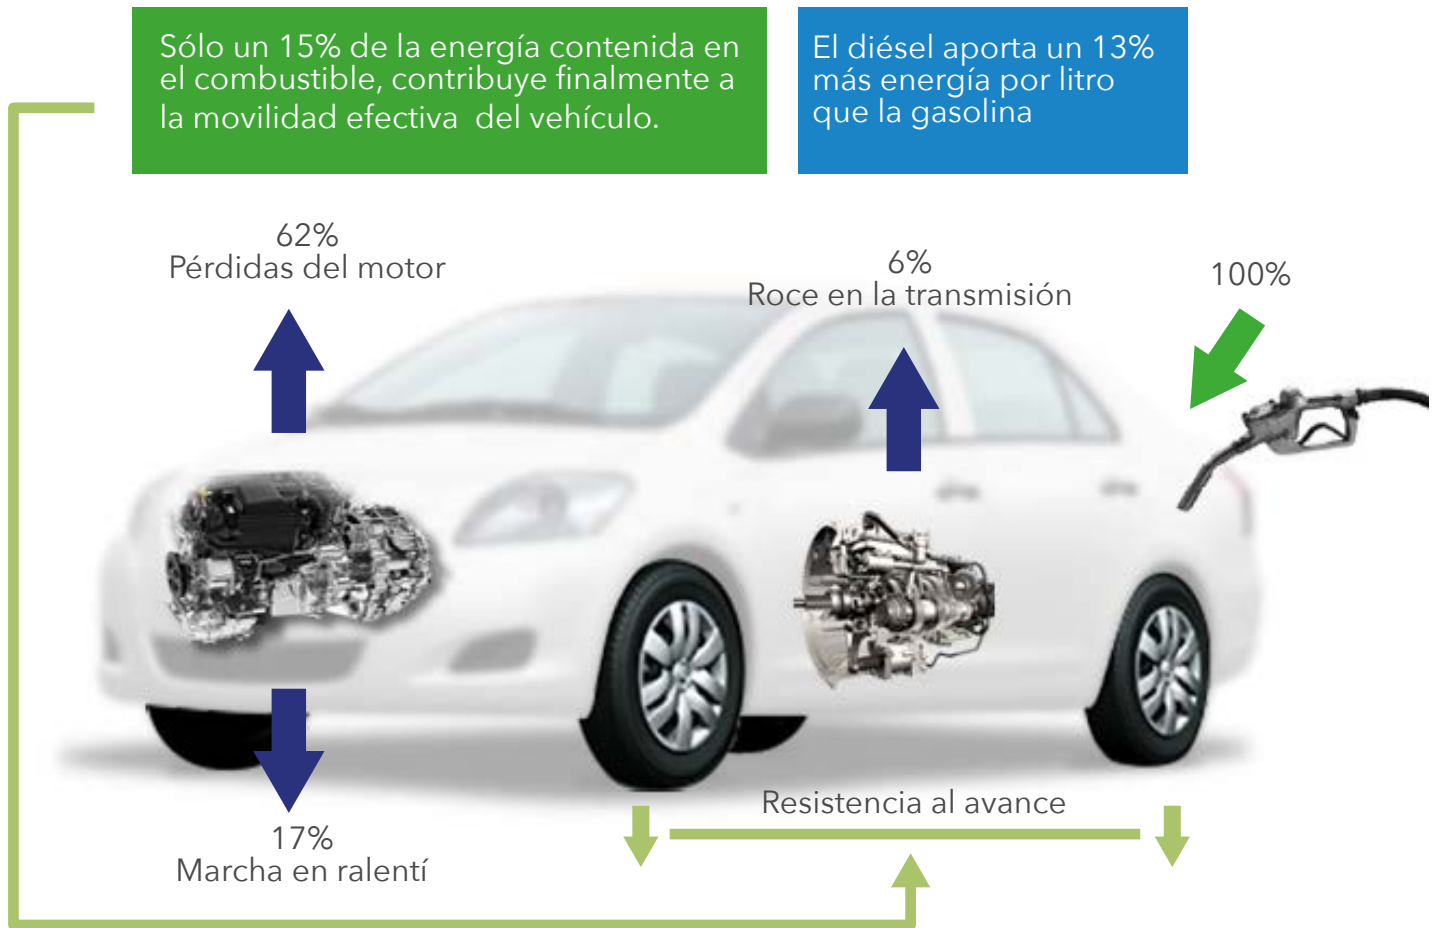 Sólo un 15% de la energía contenida en
el combustible, contribuye finalmente a
la movilidad efectiva del vehículo.
El diésel aporta un 13%
más energía por litro
que la gasolina
62%
Pérdidas del motor
6%
Roce en la transmisión
100%
Resistencia al avance
17%
Marcha en ralentí